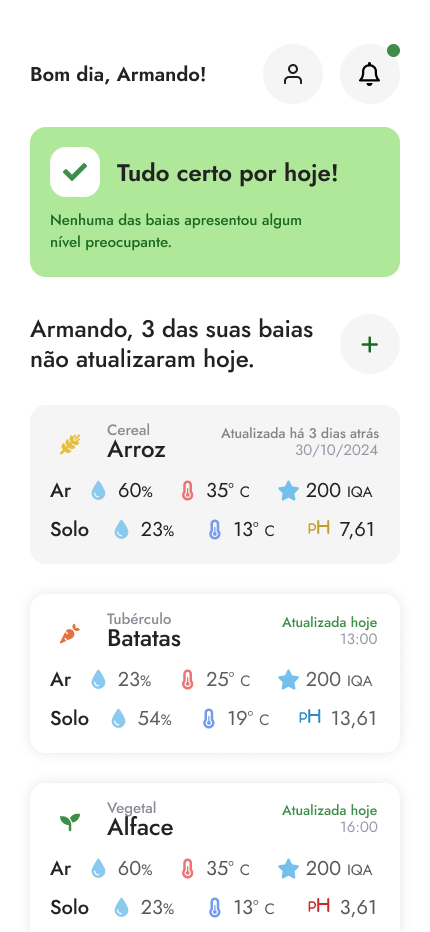 Bom dia, Armando!
Tudo certo por hoje!
Nenhuma das baias apresentou algum
nível preocupante.
Armando, 3 das suas baias
não atualizaram hoje.
Cereal
Arroz
Atualizada há 3 dias atrás
30/10/2024
Ar 60% 35° C 200 IQA
Solo 23% 13° C pH 7,61
Tubérculo
Batatas
Atualizada hoje
13:00
Ar 23% 25° C 200 IQA
Solo 54% 19° C pH 13,61
Vegetal
Alface
Atualizada hoje
16:00
Ar 60% 35° C 200 IQA
Solo 23% 13° C pH 3,61